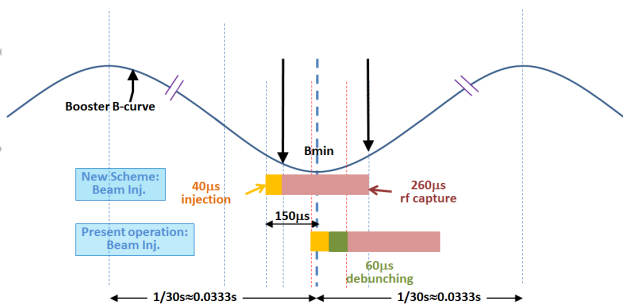 Booster B-curve
Bmin
New Scheme:
Beam Inj.
40µs
injection
260µs
rf capture
150µs
Present operation:
Beam Inj.
60µs
debunching
1/30s≈0.0333s
1/30s≈0.0333s